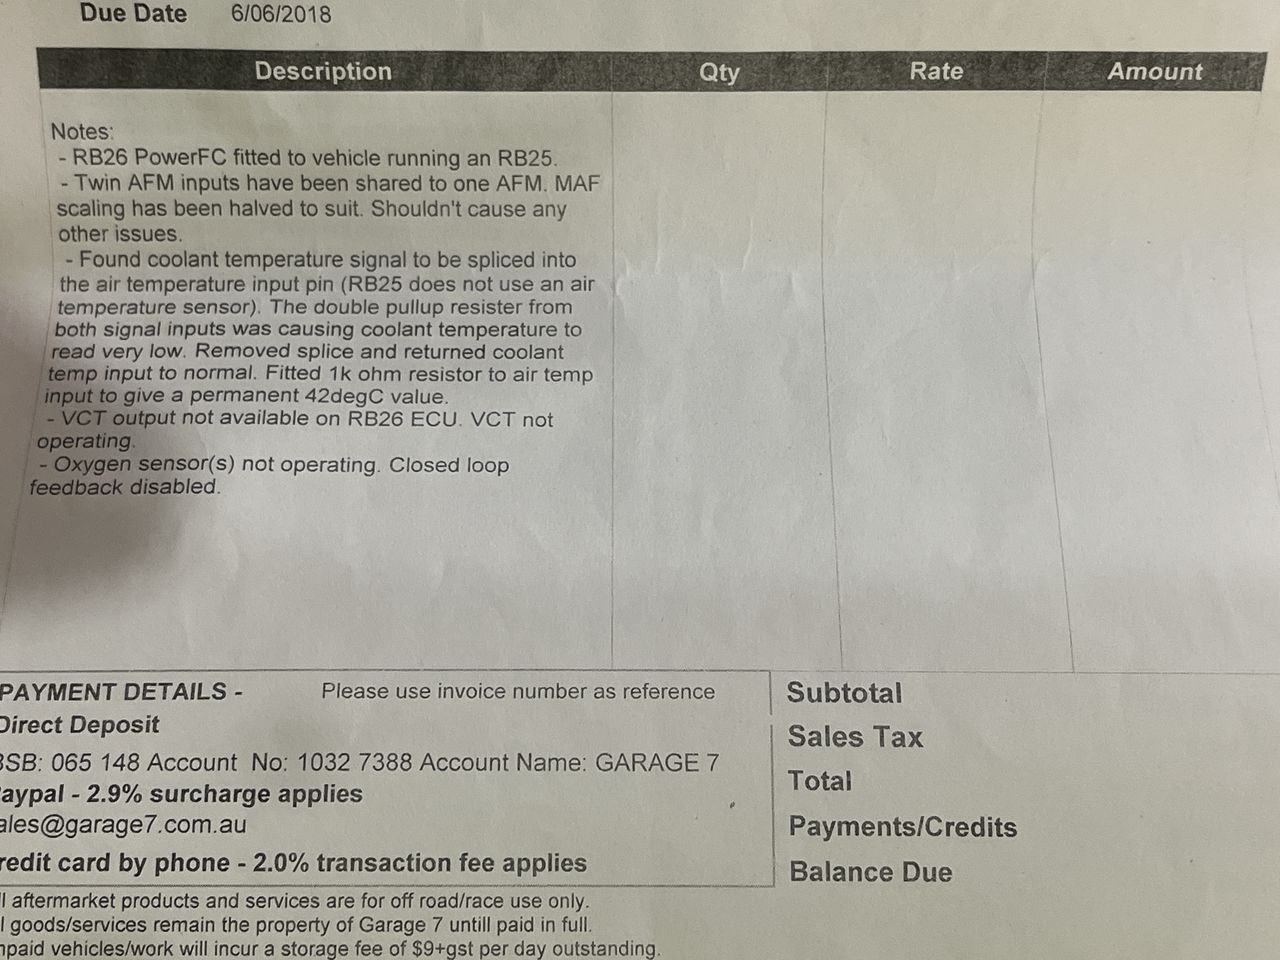 Due Date 6/06/2018
Description Qty Rate Amount
Notes:
- RB26 PowerFC fitted to vehicle running an RB25.
- Twin AFM inputs have been shared to one AFM. MAF
scaling has been halved to suit. Shouldn't cause any
other issues.
- Found coolant temperature signal to be spliced into
the air temperature input pin (RB25 does not use an air
temperature sensor). The double pullup resister from
both signal inputs was causing coolant temperature to
read very low. Removed splice and returned coolant
temp input to normal. Fitted 1k ohm resistor to air temp
input to give a permanent 42degC value.
- VCT output not available on RB26 ECU. VCT not
operating.
- Oxygen sensor(s) not operating. Closed loop
feedback disabled.
PAYMENT DETAILS - Please use invoice number as reference
Direct Deposit
BSB: 065 148 Account No: 1032 7388 Account Name: GARAGE 7
aypal - 2.9% surcharge applies
ales@garage7.com.au
redit card by phone - 2.0% transaction fee applies
Subtotal
Sales Tax
Total
Payments/Credits
Balance Due
ll aftermarket products and services are for off road/race use only.
l goods/services remain the property of Garage 7 untill paid in full.
npaid vehicles/work will incur a storage fee of $9+gst per day outstanding.